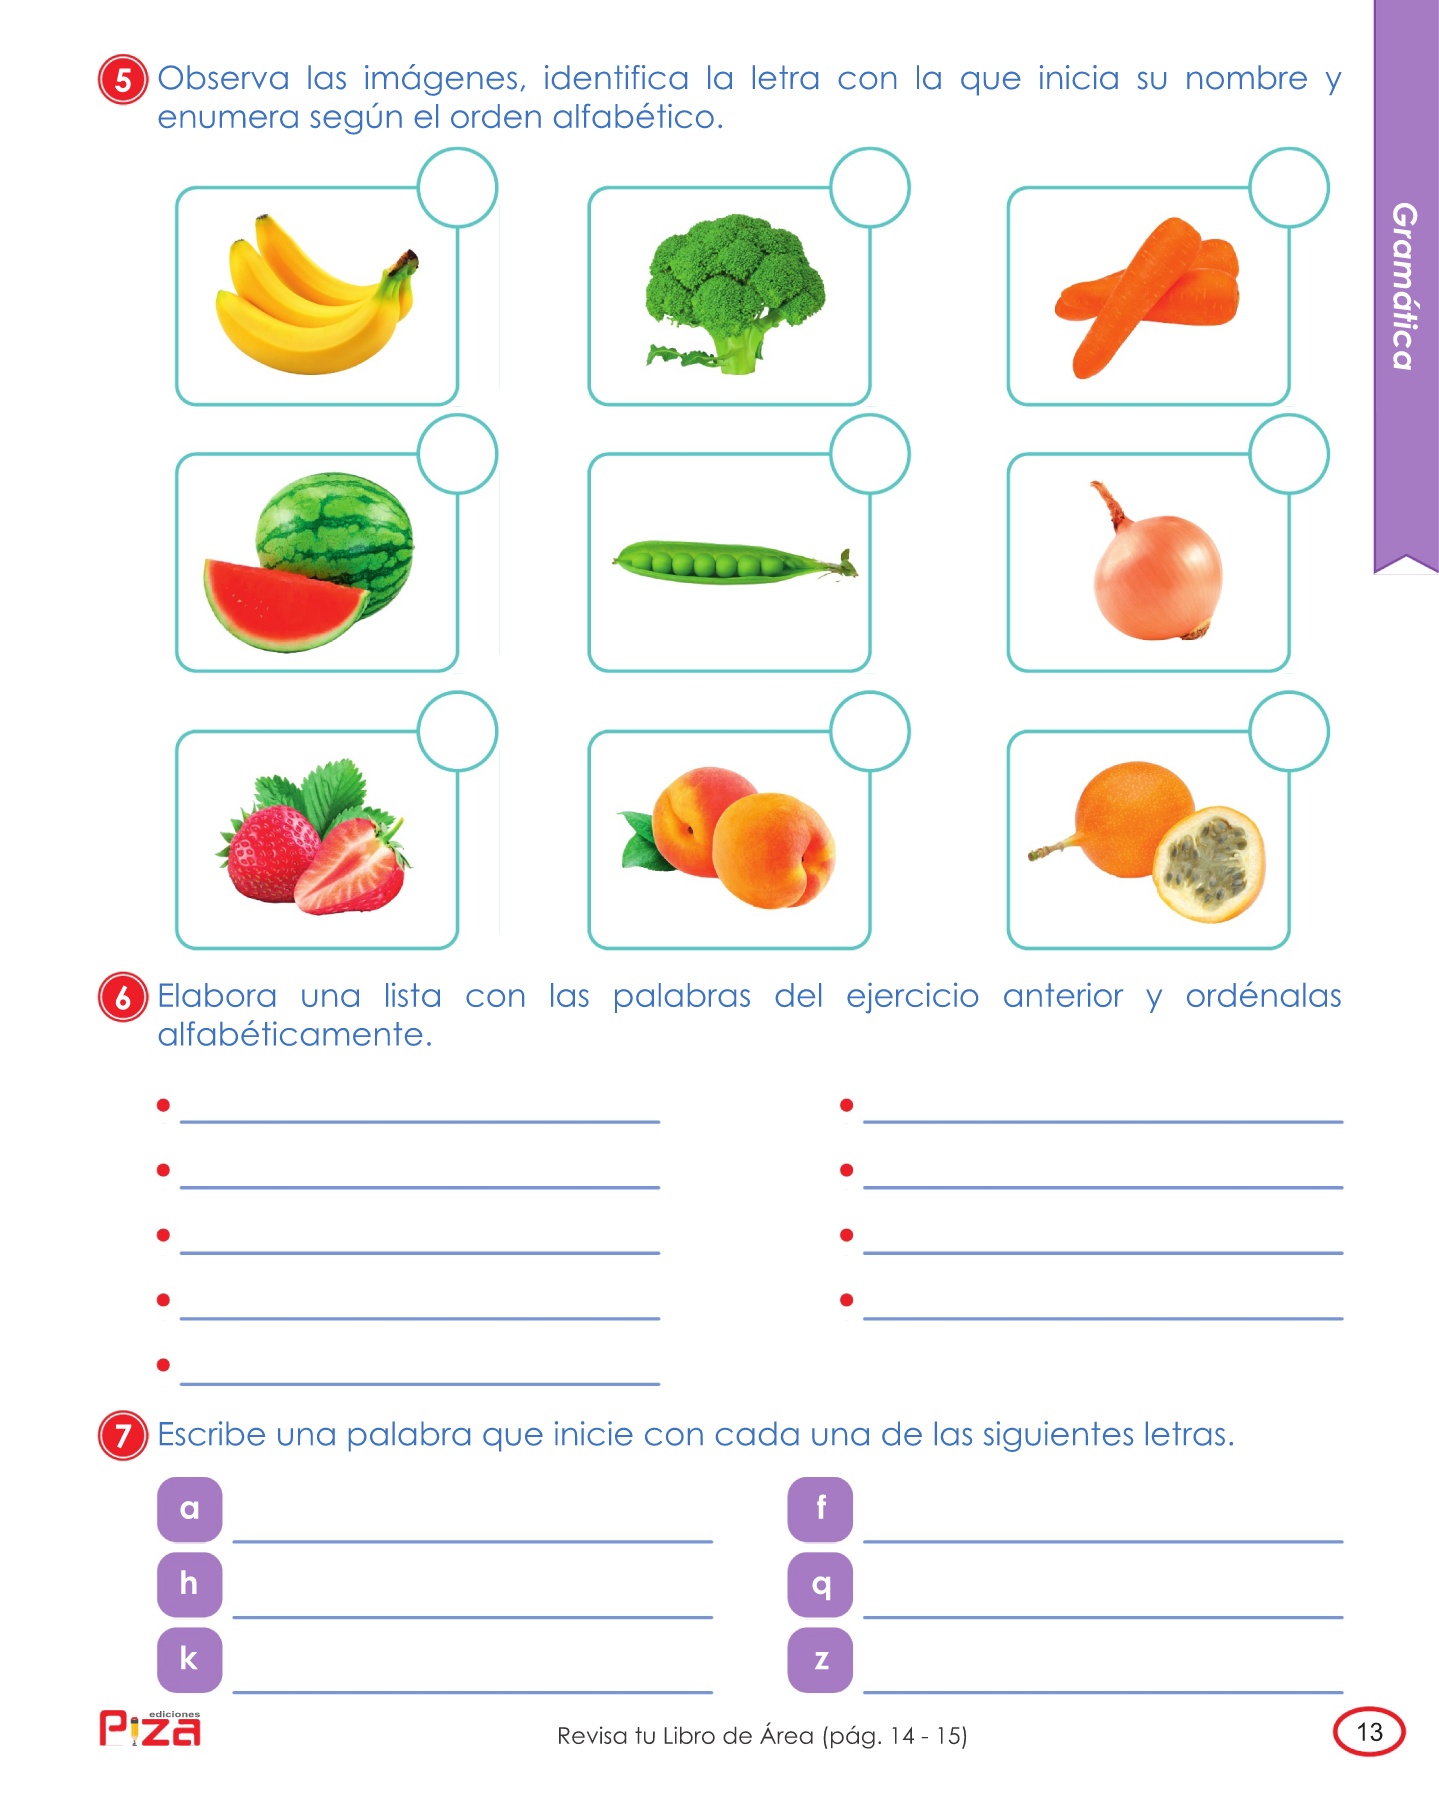 5 Observa las imágenes, identifica la letra con la que inicia su nombre y
enumera según el orden alfabético.
Gramática
6 Elabora una lista con las palabras del ejercicio anterior y ordénalas
alfabéticamente.
7 Escribe una palabra que inicie con cada una de las siguientes letras.
a
f
h
q
k
z
ediciones
Piza
Revisa tu Libro de Área (pág. 14 - 15)
13